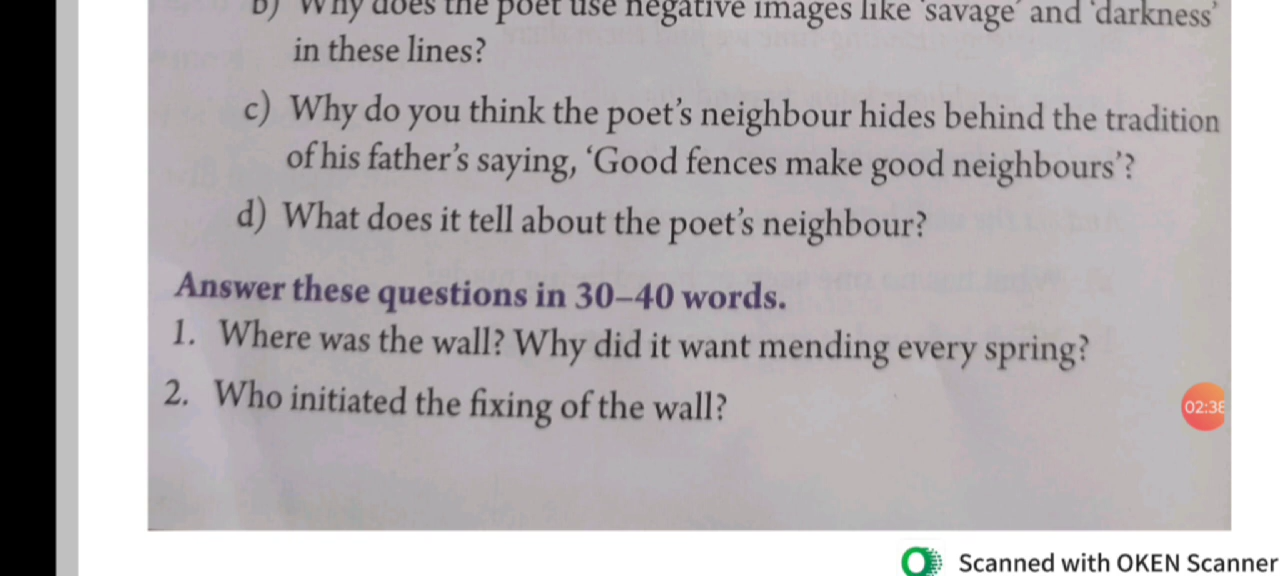 b) Why does the poet use negative images like 'savage' and 'darkness'
in these lines?
c) Why do you think the poet's neighbour hides behind the tradition
of his father's saying, 'Good fences make good neighbours'?
d) What does it tell about the poet's neighbour?
Answer these questions in 30–40 words.
1. Where was the wall? Why did it want mending every spring?
2. Who initiated the fixing of the wall?
02:38
Scanned with OKEN Scanner